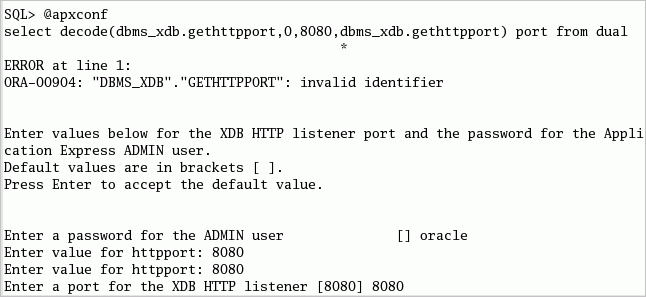 SQL> @apxconf
select decode(dbms_xdb.gethttpport,0,8080,dbms_xdb.gethttpport) port from dual
*
ERROR at line 1:
ORA-00904: "DBMS_XDB"."GETHTTPPORT": invalid identifier
Enter values below for the XDB HTTP listener port and the password for the Appli
cation Express ADMIN user.
Default values are in brackets [ ].
Press Enter to accept the default value.
Enter a password for the ADMIN user              [] oracle
Enter value for httpport: 8080
Enter value for httpport: 8080
Enter a port for the XDB HTTP listener [8080] 8080